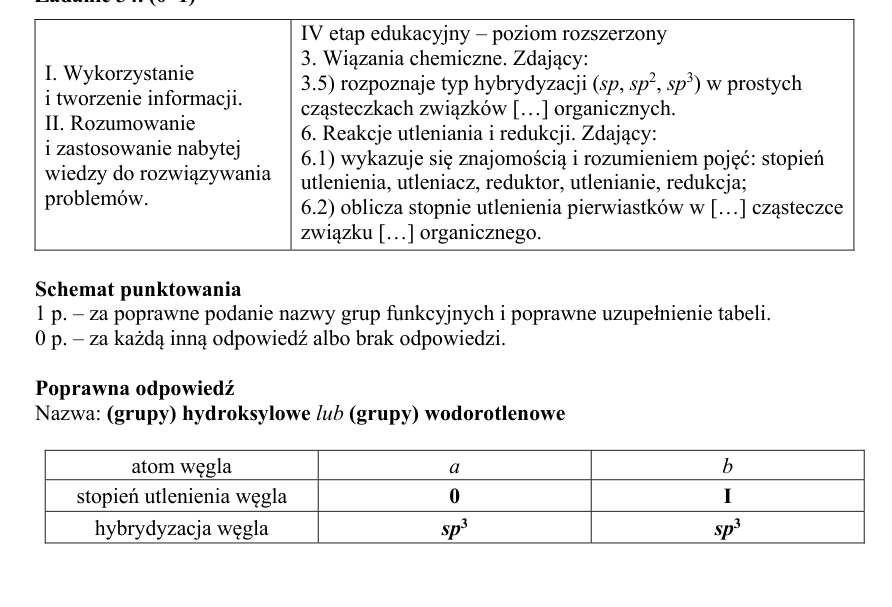 Zadanie 34. (0–1)
I. Wykorzystanie
i tworzenie informacji.
II. Rozumowanie
i zastosowanie nabytej
wiedzy do rozwiązywania
problemów.
IV etap edukacyjny – poziom rozszerzony
3. Wiązania chemiczne. Zdający:
3.5) rozpoznaje typ hybrydyzacji (sp, sp², sp³) w prostych
cząsteczkach związków […] organicznych.
6. Reakcje utleniania i redukcji. Zdający:
6.1) wykazuje się znajomością i rozumieniem pojęć: stopień
utlenienia, utleniacz, reduktor, utlenianie, redukcja;
6.2) oblicza stopnie utlenienia pierwiastków w […] cząsteczce
związku […] organicznego.
Schemat punktowania
1 p. – za poprawne podanie nazwy grup funkcyjnych i poprawne uzupełnienie tabeli.
0 p. – za każdą inną odpowiedź albo brak odpowiedzi.
Poprawna odpowiedź
Nazwa: (grupy) hydroksylowe lub (grupy) wodorotlenowe
atom węgla a b
stopień utlenienia węgla 0 I
hybrydyzacja węgla sp³ sp³